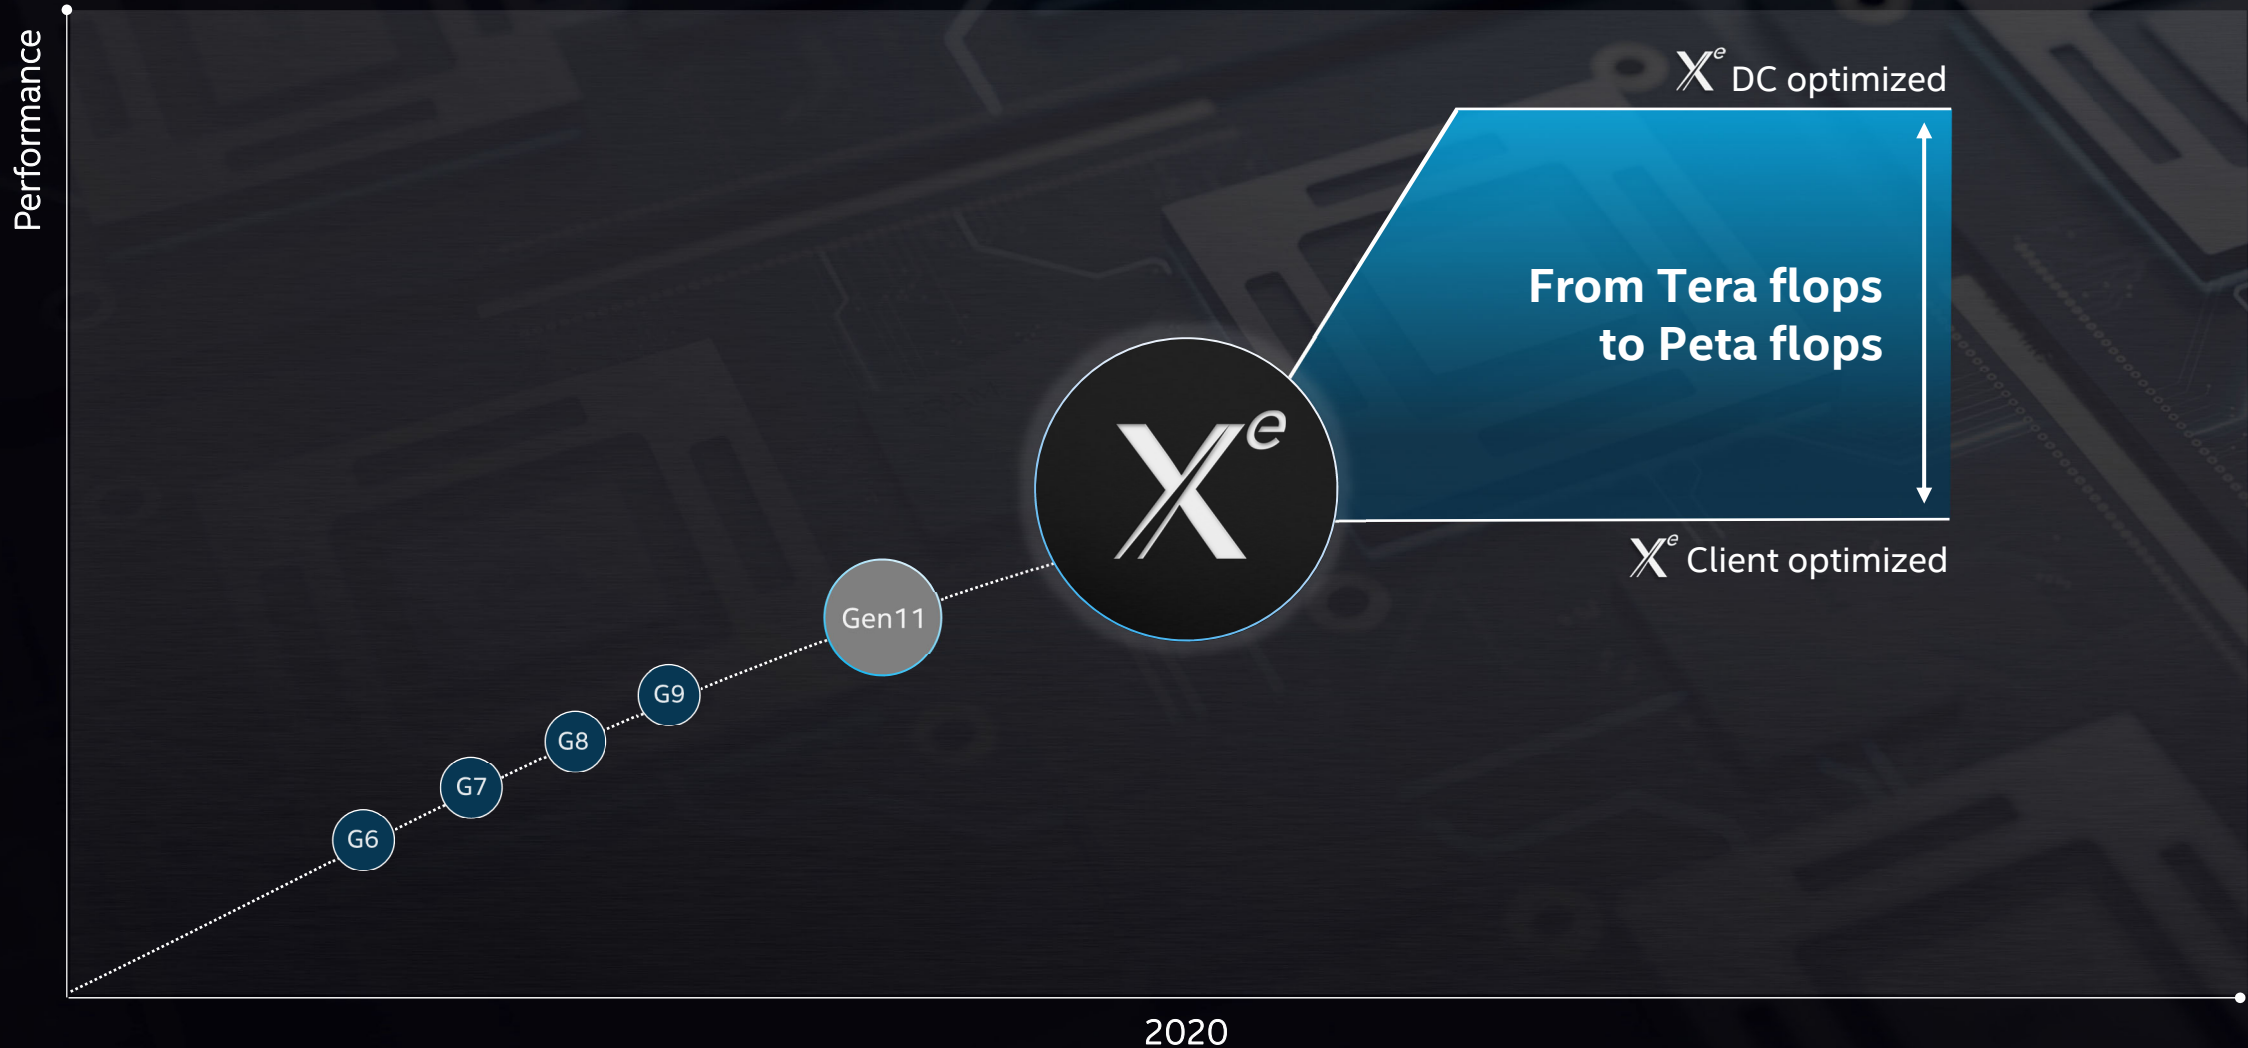 Performance
Xe DC optimized
From Tera flops
to Peta flops
Xe
Xe Client optimized
Gen11
G9
G8
G7
G6
2020